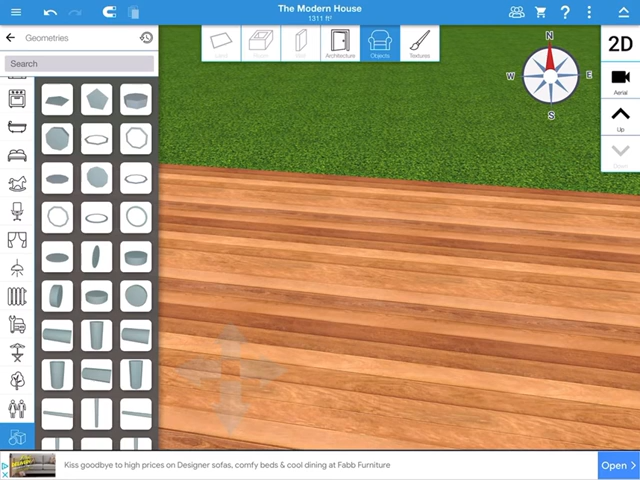 The Modern House
1311 ft²
Geometries
Search
Architecture
Objects
Textures
N
W
E
S
2D
Aerial
Up
Kiss goodbye to high prices on Designer sofas, comfy beds & cool dining at Fabb Furniture
Open